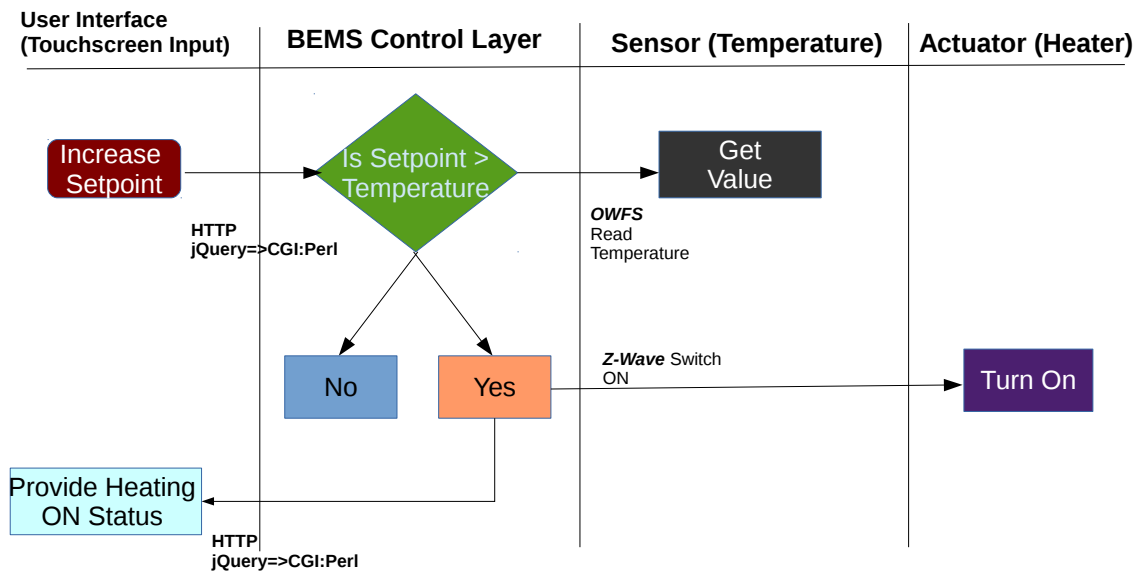 User Interface
(Touchscreen Input)
BEMS Control Layer
Sensor (Temperature)
Actuator (Heater)
Increase
Setpoint
Is Setpoint >
Temperature
Get
Value
HTTP
jQuery=>CGI:Perl
OWFS
Read
Temperature
No
Yes
Z-Wave Switch
ON
Turn On
Provide Heating
ON Status
HTTP
jQuery=>CGI:Perl